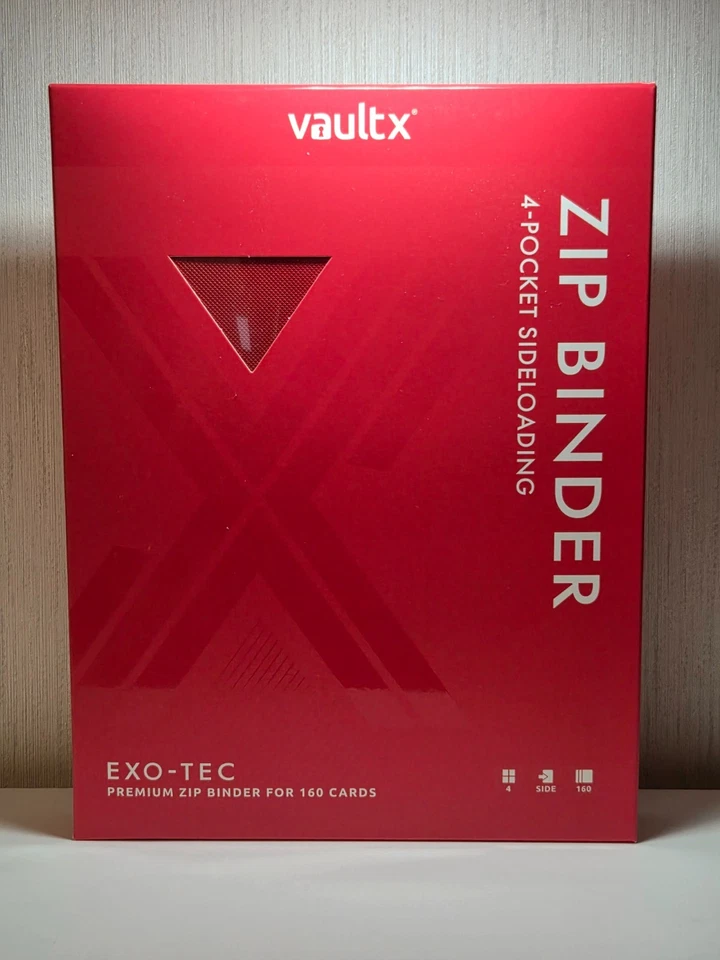 vaultx®
ZIP BINDER
4-POCKET SIDELOADING
EXO-TEC
PREMIUM ZIP BINDER FOR 160 CARDS
4
SIDE
160